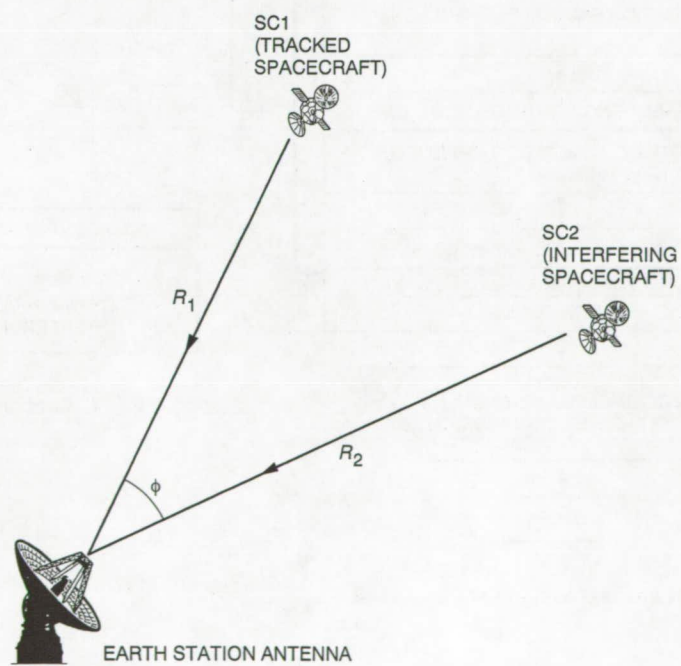 SC1
(TRACKED
SPACECRAFT)
SC2
(INTERFERING
SPACECRAFT)
R1
R2
ϕ
EARTH STATION ANTENNA